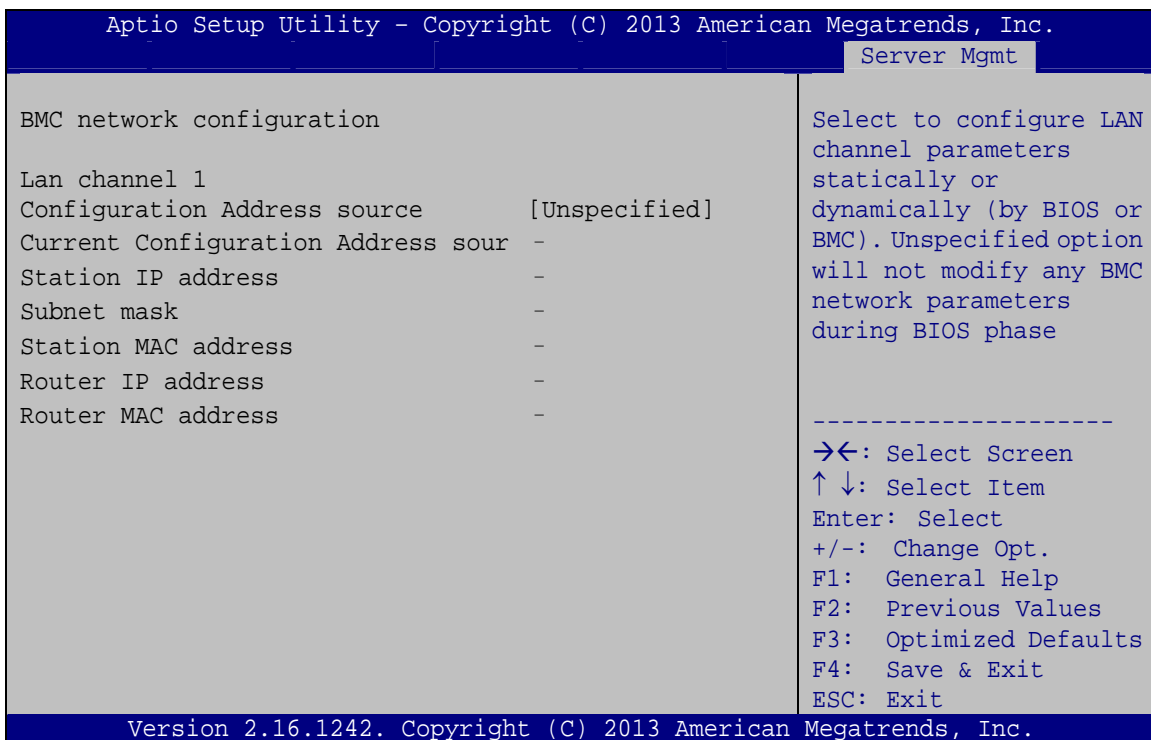 Aptio Setup Utility – Copyright (C) 2013 American Megatrends, Inc.
Server Mgmt
BMC network configuration
Lan channel 1
Configuration Address source [Unspecified]
Current Configuration Address sour –
Station IP address –
Subnet mask –
Station MAC address –
Router IP address –
Router MAC address –
Select to configure LAN
channel parameters
statically or
dynamically (by BIOS or
BMC). Unspecified option
will not modify any BMC
network parameters
during BIOS phase
---------------------
→←: Select Screen
↑ ↓: Select Item
Enter: Select
+/-: Change Opt.
F1: General Help
F2: Previous Values
F3: Optimized Defaults
F4: Save & Exit
ESC: Exit
Version 2.16.1242. Copyright (C) 2013 American Megatrends, Inc.